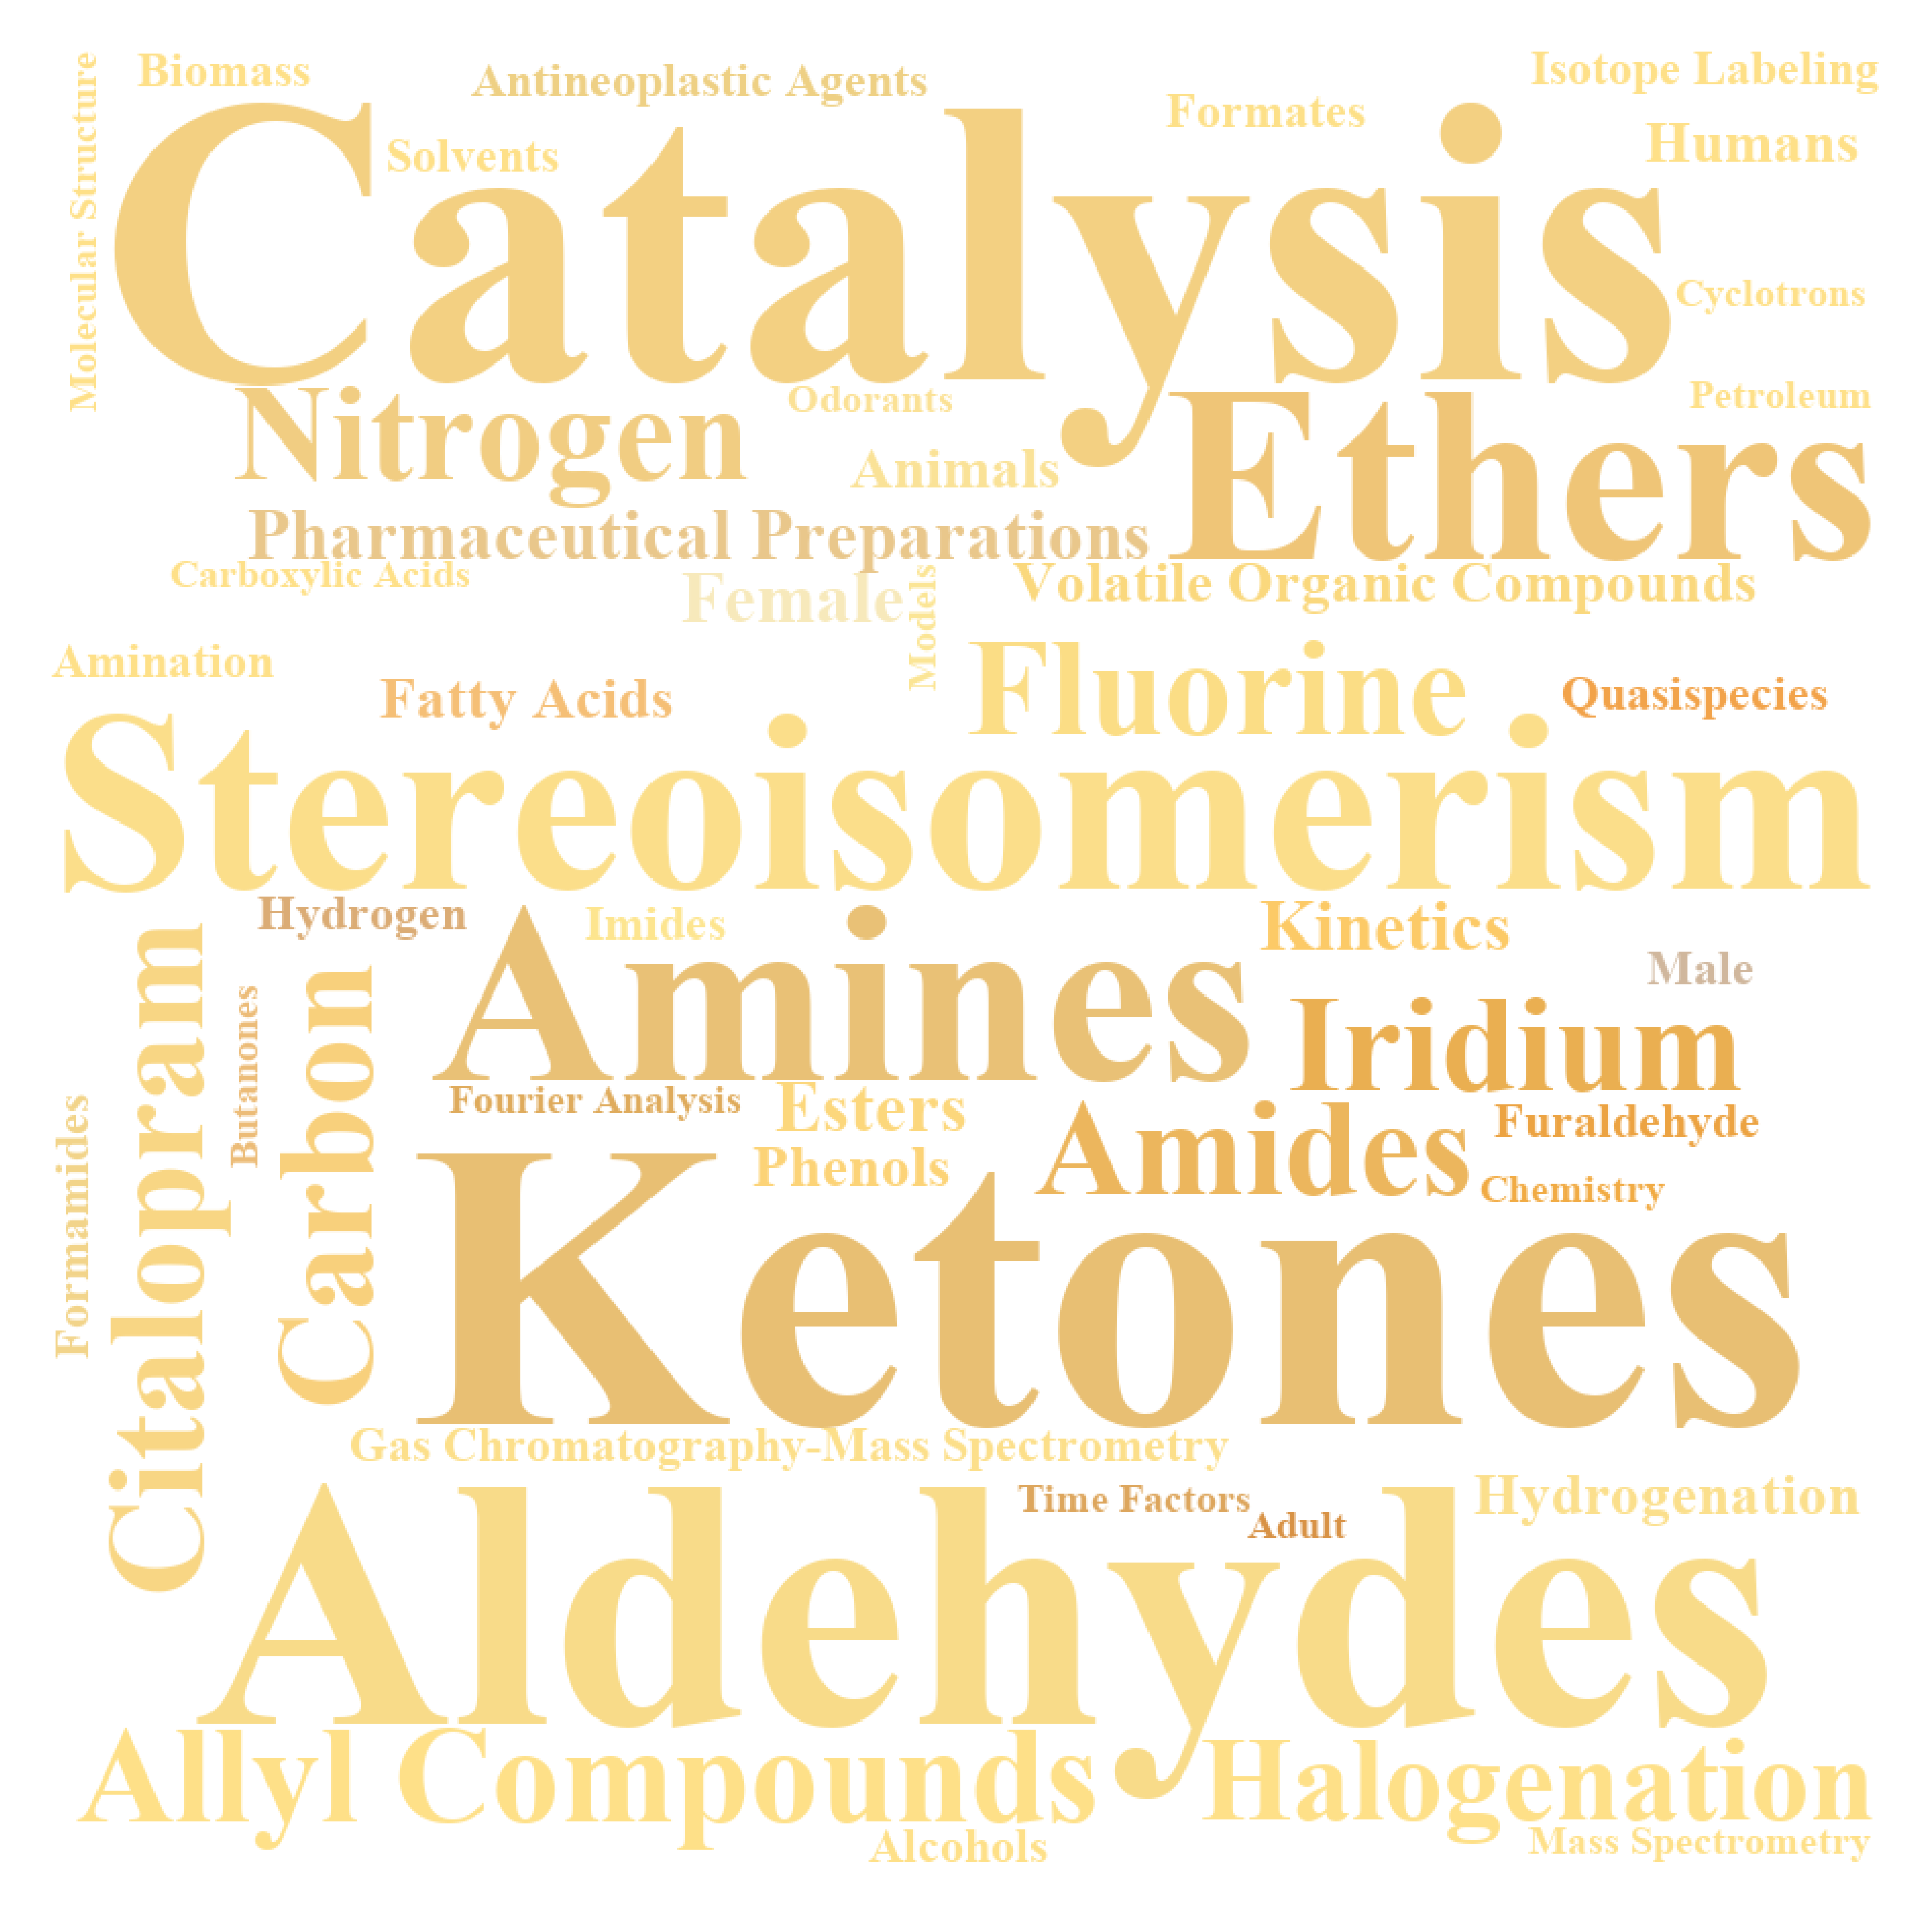 Biomass
Antineoplastic Agents
Isotope Labeling
Formates
Humans
Solvents
Molecular Structure
Catalysis
Cyclotrons
Odorants
Petroleum
Nitrogen
Animals
Ethers
Pharmaceutical Preparations
Carboxylic Acids
Female
Models
Volatile Organic Compounds
Amination
Fatty Acids
Fluorine
Quasispecies
Stereoisomerism
Hydrogen
Imides
Kinetics
Male
Citalopram
Butanones
Carbon
Amines
Iridium
Fourier Analysis
Esters
Amides
Furaldehyde
Formamides
Phenols
Chemistry
Ketones
Gas Chromatography-Mass Spectrometry
Time Factors
Adult
Hydrogenation
Aldehydes
Allyl Compounds
Halogenation
Alcohols
Mass Spectrometry